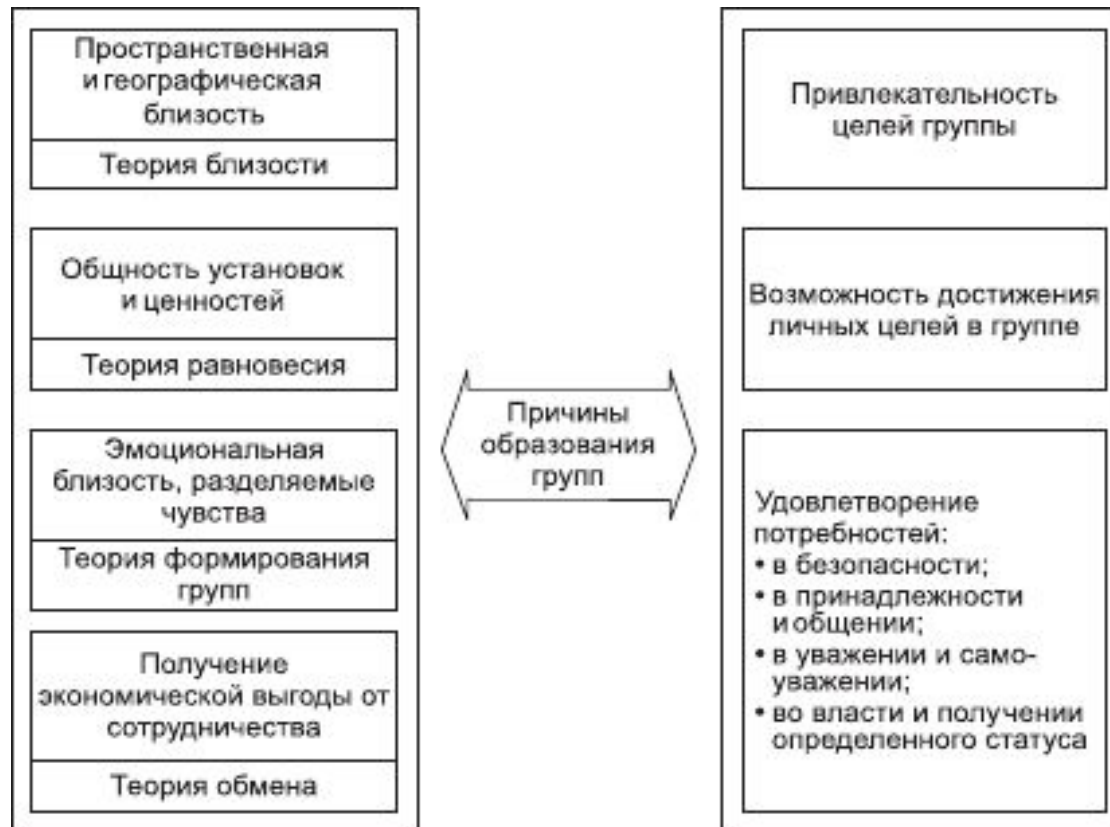 Пространственная
и географическая
близость
Теория близости
Общность установок
и ценностей
Теория равновесия
Эмоциональная
близость, разделяемые
чувства
Теория формирования
групп
Получение
экономической выгоды от
сотрудничества
Теория обмена
Причины
образования
групп
Привлекательность
целей группы
Возможность достижения
личных целей в группе
Удовлетворение
потребностей:
• в безопасности;
• в принадлежности
и общении;
• в уважении и само-
уважении;
• во власти и получении
определенного статуса